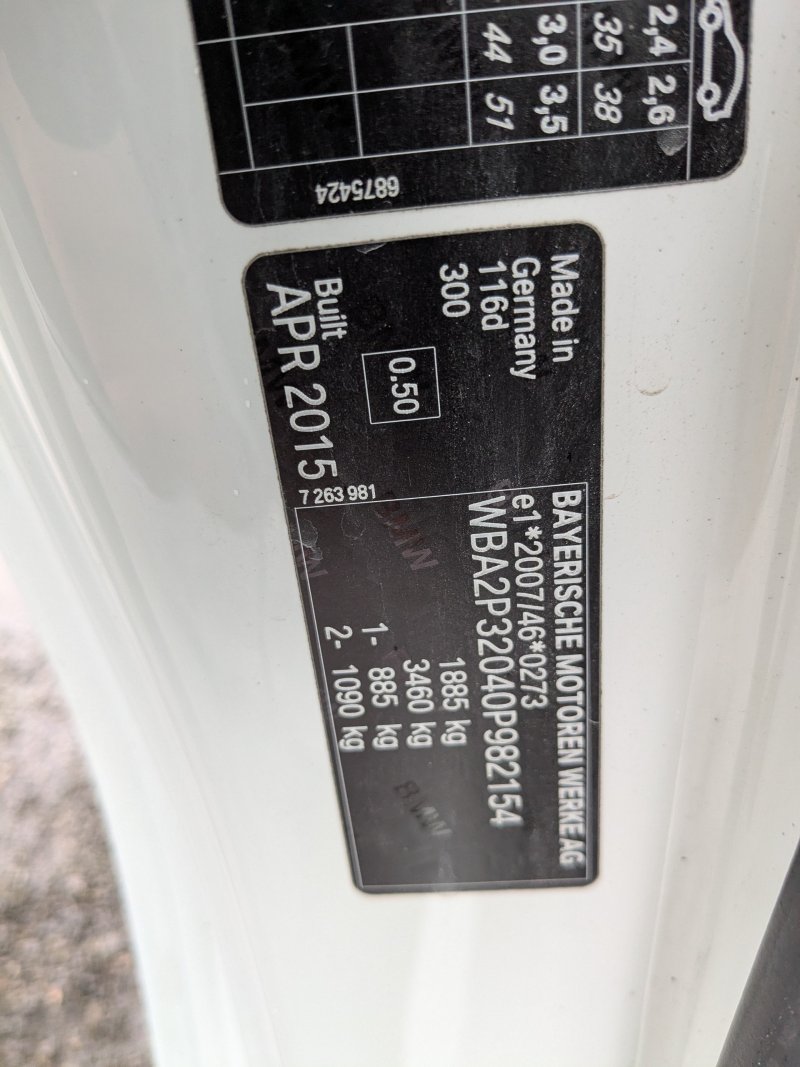 2,4 2,6
35 38
3,0 3,5
44 51
6875424
Made in
Germany
116d
300
0,50
Built
APR 2015
7 263 981
BAYERISCHE MOTOREN WERKE AG
e1*2007/46*0273
WBA2P32040P982154
1885 kg
3460 kg
1- 885 kg
2- 1090 kg
BMW
BMW